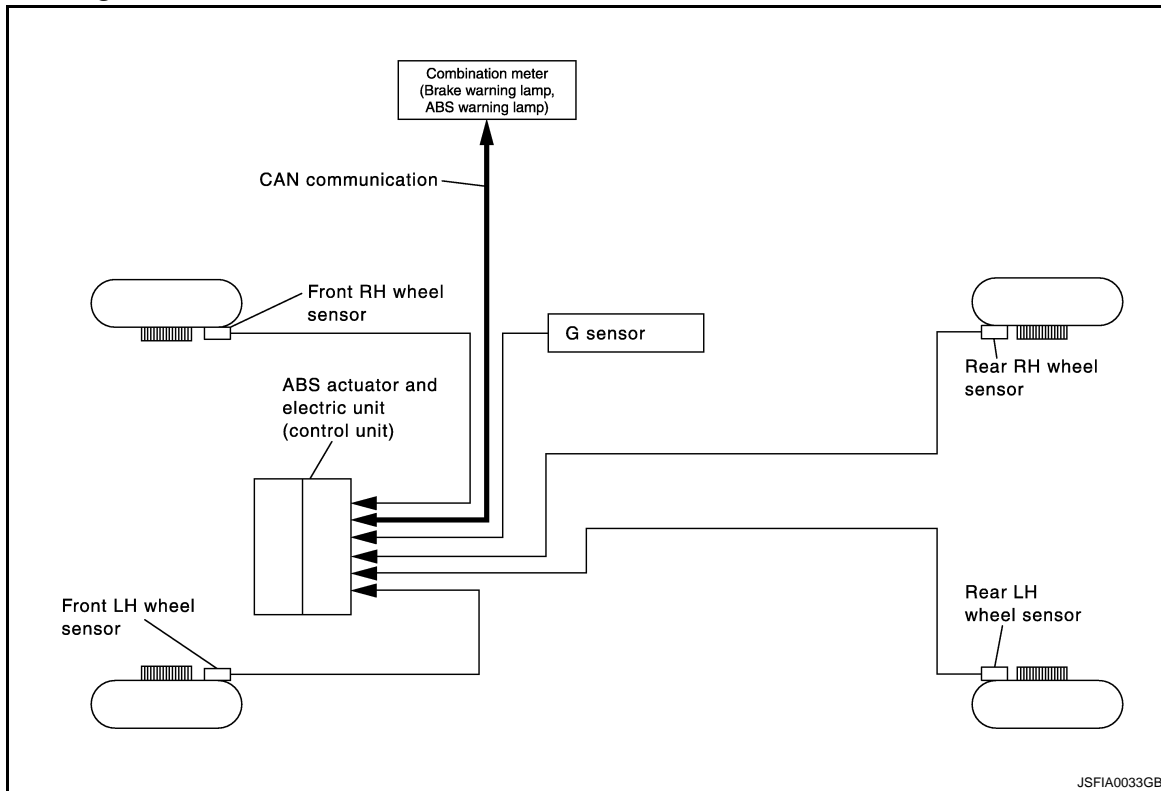 Combination meter
(Brake warning lamp,
ABS warning lamp)
CAN communication
Front RH wheel
sensor
G sensor
Rear RH wheel
sensor
ABS actuator and
electric unit
(control unit)
Front LH wheel
sensor
Rear LH
wheel sensor
JSFIA0033GB